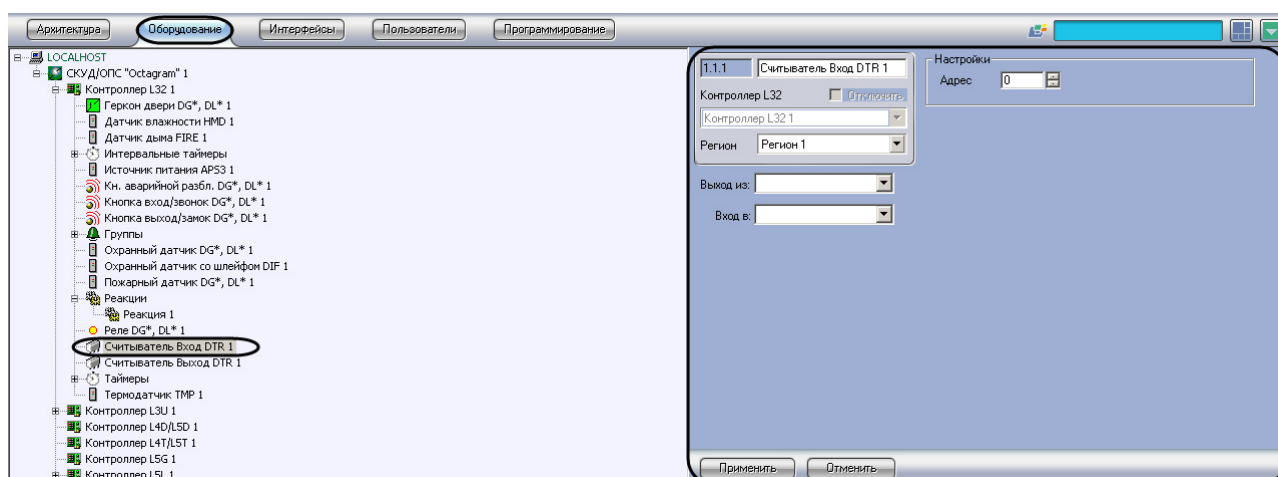 Архитектура Оборудование Интерфейсы Пользователи Программирование
LOCALHOST
СКУД/ОПС "Octagram" 1
Контроллер L32 1
Геркон двери DG*, DL* 1
Датчик влажности HMD 1
Датчик дыма FIRE 1
Интервальные таймеры
Источник питания APS3 1
Кн. аварийной разбл. DG*, DL* 1
Кнопка вход/звонок DG*, DL* 1
Кнопка выход/замок DG*, DL* 1
Группы
Охранный датчик DG*, DL* 1
Охранный датчик со шлейфом DIF 1
Пожарный датчик DG*, DL* 1
Реакции
Реакция 1
Реле DG*, DL* 1
Считыватель Вход DTR 1
Считыватель Выход DTR 1
Таймеры
Термодатчик TMP 1
Контроллер L3U 1
Контроллер L4D/L5D 1
Контроллер L4T/L5T 1
Контроллер L5G 1
Контроллер L5L 1
1.1.1 Считыватель Вход DTR 1
Контроллер L32 Отключить
Контроллер L32 1
Регион Регион 1
Выход из:
Вход в:
Настройки
Адрес 0
Применить Отменить